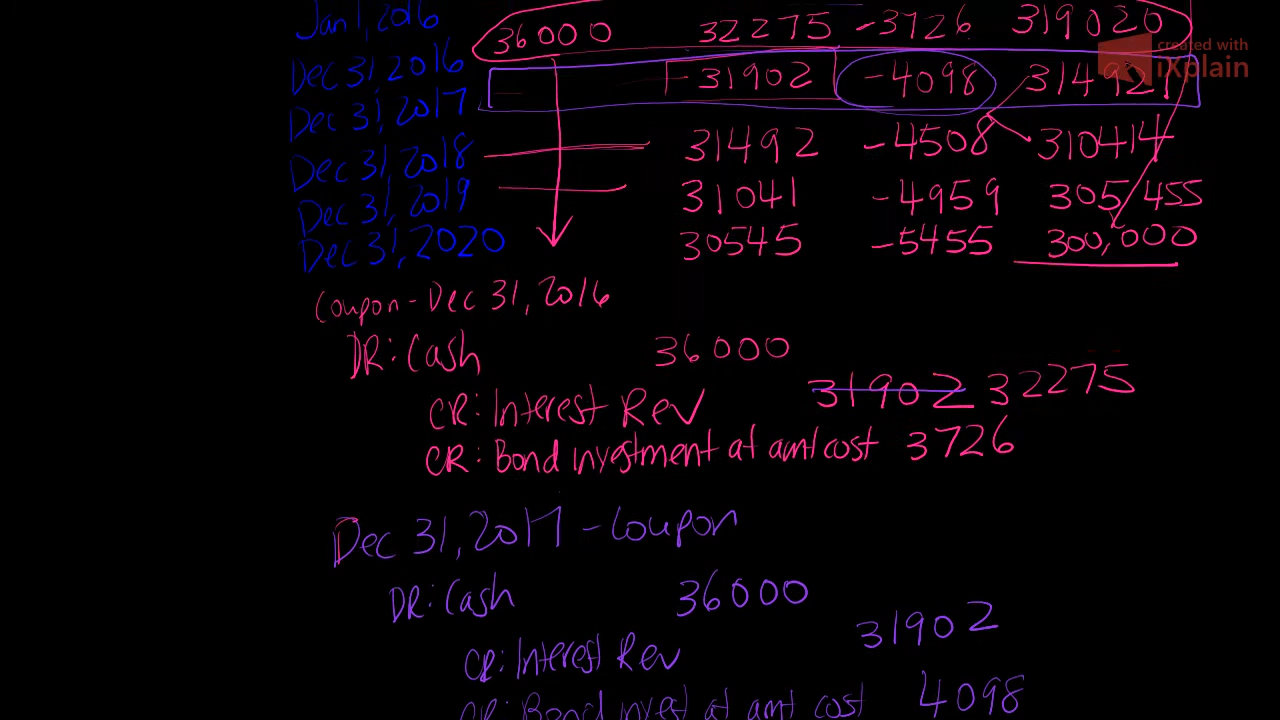 Jan 1, 2016
36000 32275 -3726 319020
created with
iXplain
Dec 31, 2016
-31902 -4098 314921
Dec 31, 2017
31492 -4508 310414
Dec 31, 2018
31041 -4959 305,455
Dec 31, 2019
30545 -5455 300,000
Dec 31, 2020
Coupon - Dec 31, 2016
DR: Cash 36000
CR: Interest Rev 31902 32275
CR: Bond investment at amt cost 3726
Dec 31, 2017 - Coupon
DR: Cash 36000
CR: Interest Rev 31902
CR: Bond invest at amt cost 4098